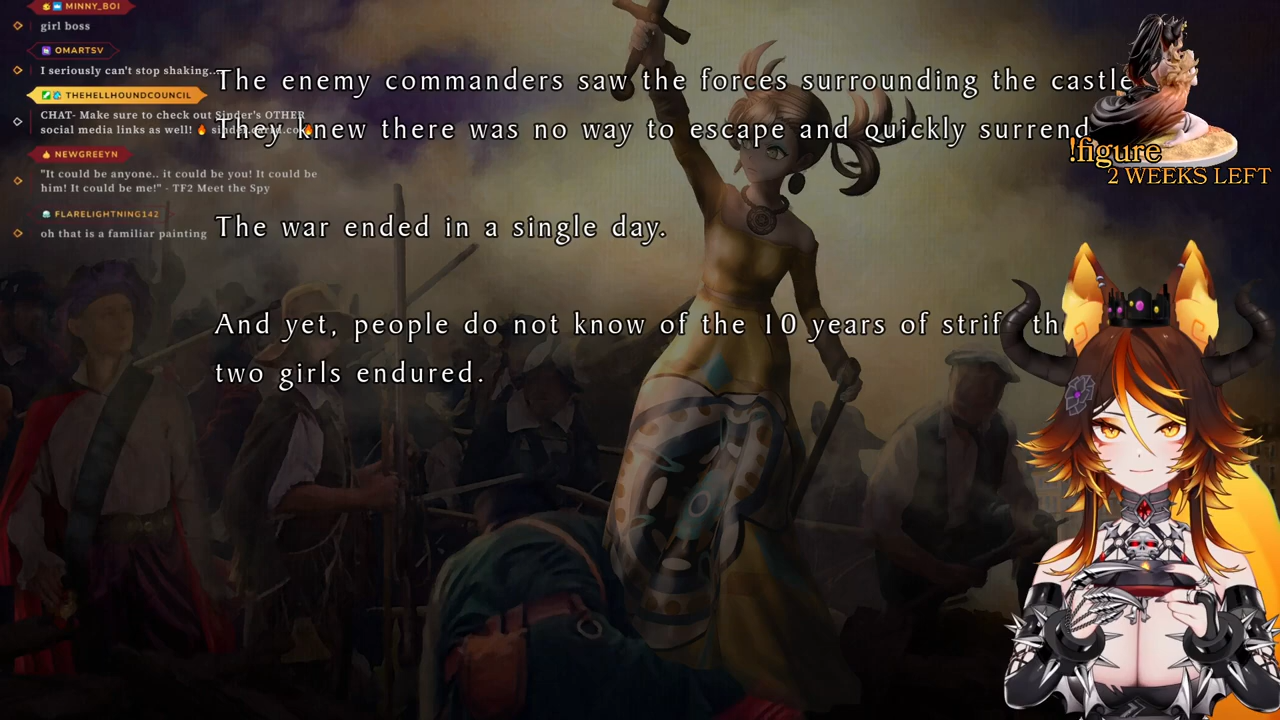 MINNY_BOI
girl boss
OMARTSV
I seriously can't stop shaking...
THEHELLHOUNDCOUNCIL
CHAT- Make sure to check out Sinder's OTHER
social media links as well!
NEWGREEYN
"It could be anyone.. it could be you! It could be
him! It could be me!" - TF2 Meet the Spy
FLARELIGHTNING142
oh that is a familiar painting
The enemy commanders saw the forces surrounding the castle
They knew there was no way to escape and quickly surrend
The war ended in a single day.
And yet, people do not know of the 10 years of strif th
two girls endured.
!figure
2 WEEKS LEFT